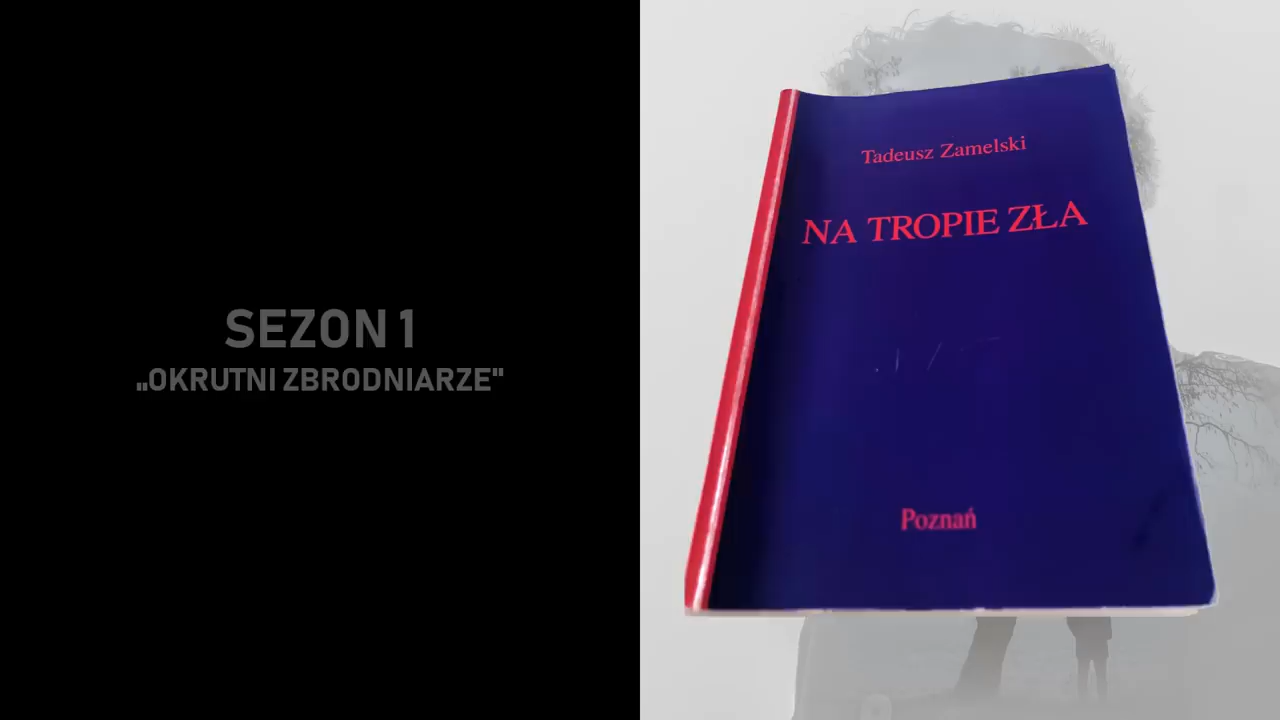 SEZON 1
„OKRUTNI ZBRODNIARZE"
Tadeusz Zamelski
NA TROPIE ZŁA
Poznań